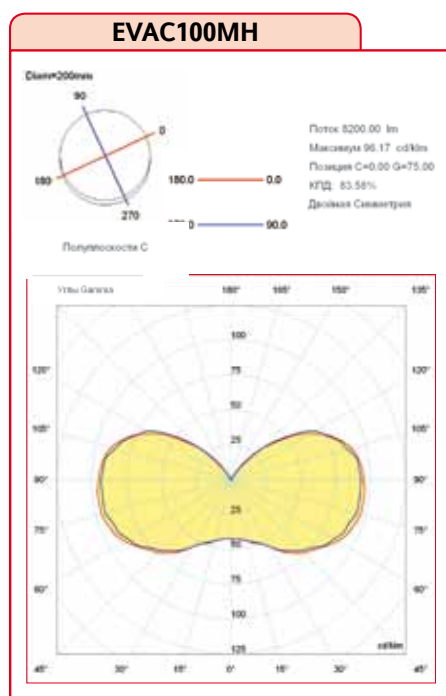 EVAC100MH
Diam=200mm
90
0
180
270
Поток 8200.00 lm
Максимум 96.17 cd/klm
Позиция C=0.00 G=75.00
КПД: 83.58%
Двойная Симметрия
180.0 0.0
90.0
Полуплоскости C
Углы Gamma 180° 165° 150° 135°
100
120° 75 120°
50
105° 25 105°
90° 90°
25
75° 50 75°
75
60° 100 60°
125 cd/klm
45° 30° 15° 0° 15° 30° 45°